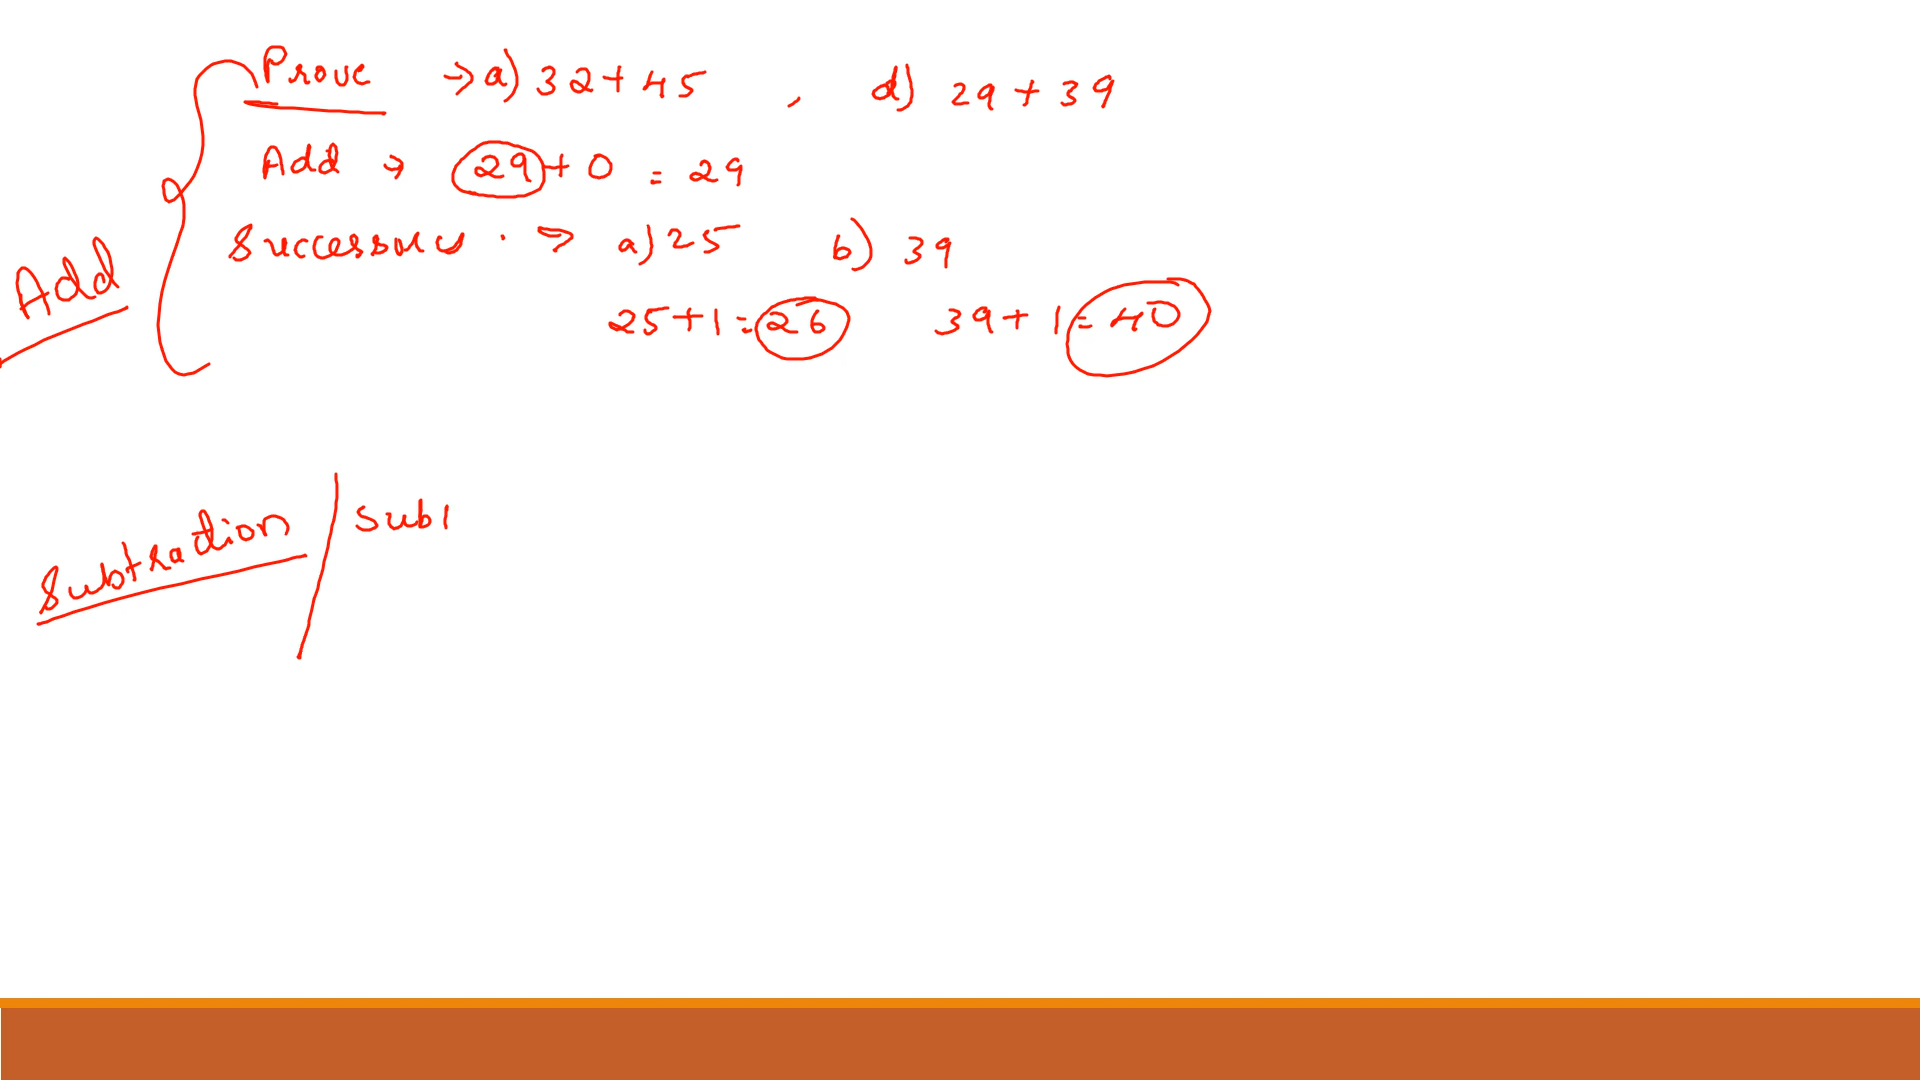 Prove → a) 32+45 , d) 29 + 39
Add → 29 + 0 = 29
Successors ⇒ a) 25 b) 39
Add
25+1 = 26 39 + 1 = 40
Subtraction
Sub